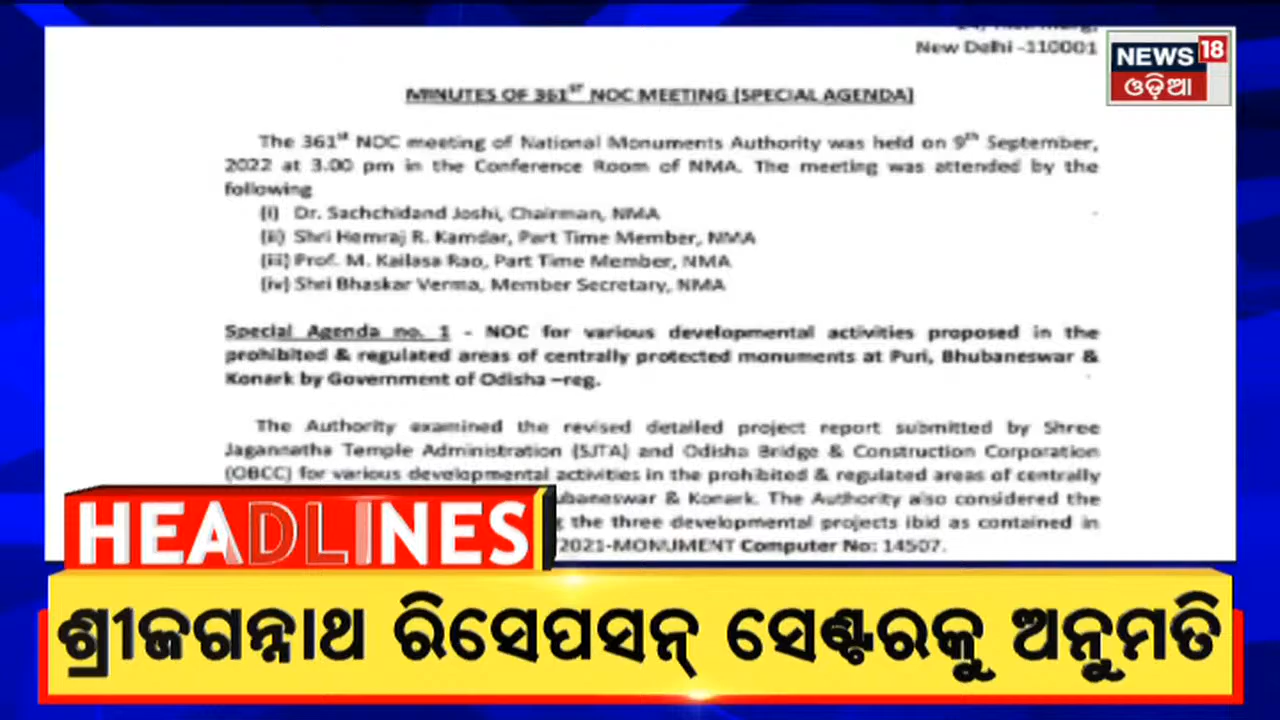 New Delhi -110001
NEWS 18
ଓଡ଼ିଆ
MINUTES OF 361ST NOC MEETING (SPECIAL AGENDA)
The 361st NOC meeting of National Monuments Authority was held on 9th September,
2022 at 3.00 pm in the Conference Room of NMA. The meeting was attended by the
following
(i) Dr. Sachchidand Joshi, Chairman, NMA
(ii) Shri Hemraj R. Kamdar, Part Time Member, NMA
(iii) Prof. M. Kailasa Rao, Part Time Member, NMA
(iv) Shri Bhaskar Verma, Member Secretary, NMA
Special Agenda no. 1 - NOC for various developmental activities proposed in the
prohibited & regulated areas of centrally protected monuments at Puri, Bhubaneswar &
Konark by Government of Odisha –reg.
The Authority examined the revised detailed project report submitted by Shree
Jagannatha Temple Administration (SJTA) and Odisha Bridge & Construction Corporation
(OBCC) for various developmental activities in the prohibited & regulated areas of centrally
ubaneswar & Konark. The Authority also considered the
the three developmental projects ibid as contained in
/2021-MONUMENT Computer No: 14507.
HEADLINES
ଶ୍ରୀଜଗନ୍ନାଥ ରିସେପସନ୍ ସେଣ୍ଟରକୁ ଅନୁମତି